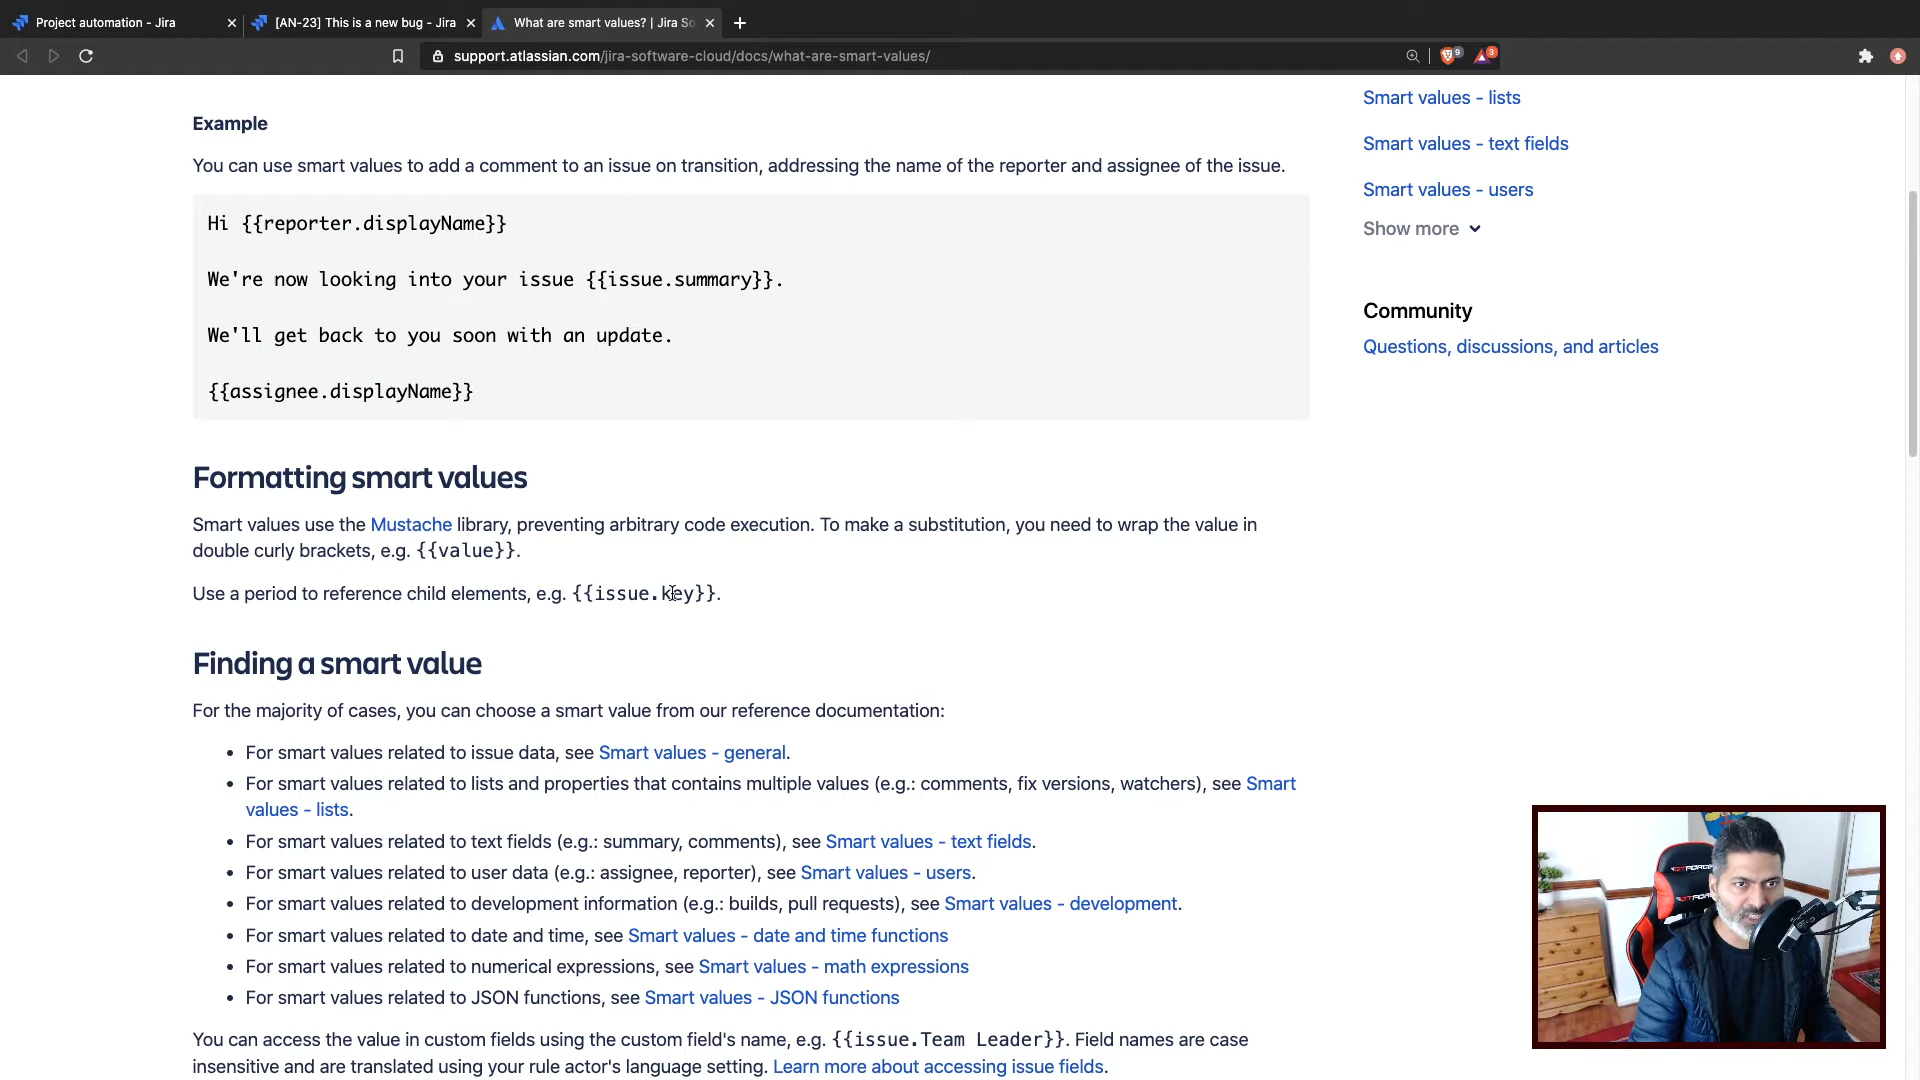 Project automation - Jira
[AN-23] This is a new bug - Jira
What are smart values? | Jira So
support.atlassian.com/jira-software-cloud/docs/what-are-smart-values/
9
3
Example
You can use smart values to add a comment to an issue on transition, addressing the name of the reporter and assignee of the issue.
Hi {{reporter.displayName}}
We're now looking into your issue {{issue.summary}}.
We'll get back to you soon with an update.
{{assignee.displayName}}
Formatting smart values
Smart values use the Mustache library, preventing arbitrary code execution. To make a substitution, you need to wrap the value in
double curly brackets, e.g. {{value}}.
Use a period to reference child elements, e.g. {{issue.key}}.
Finding a smart value
For the majority of cases, you can choose a smart value from our reference documentation:
• For smart values related to issue data, see Smart values - general.
• For smart values related to lists and properties that contains multiple values (e.g.: comments, fix versions, watchers), see Smart
values - lists.
• For smart values related to text fields (e.g.: summary, comments), see Smart values - text fields.
• For smart values related to user data (e.g.: assignee, reporter), see Smart values - users.
• For smart values related to development information (e.g.: builds, pull requests), see Smart values - development.
• For smart values related to date and time, see Smart values - date and time functions
• For smart values related to numerical expressions, see Smart values - math expressions
• For smart values related to JSON functions, see Smart values - JSON functions
You can access the value in custom fields using the custom field's name, e.g. {{issue.Team Leader}}. Field names are case
insensitive and are translated using your rule actor's language setting. Learn more about accessing issue fields.
Smart values - lists
Smart values - text fields
Smart values - users
Show more
Community
Questions, discussions, and articles